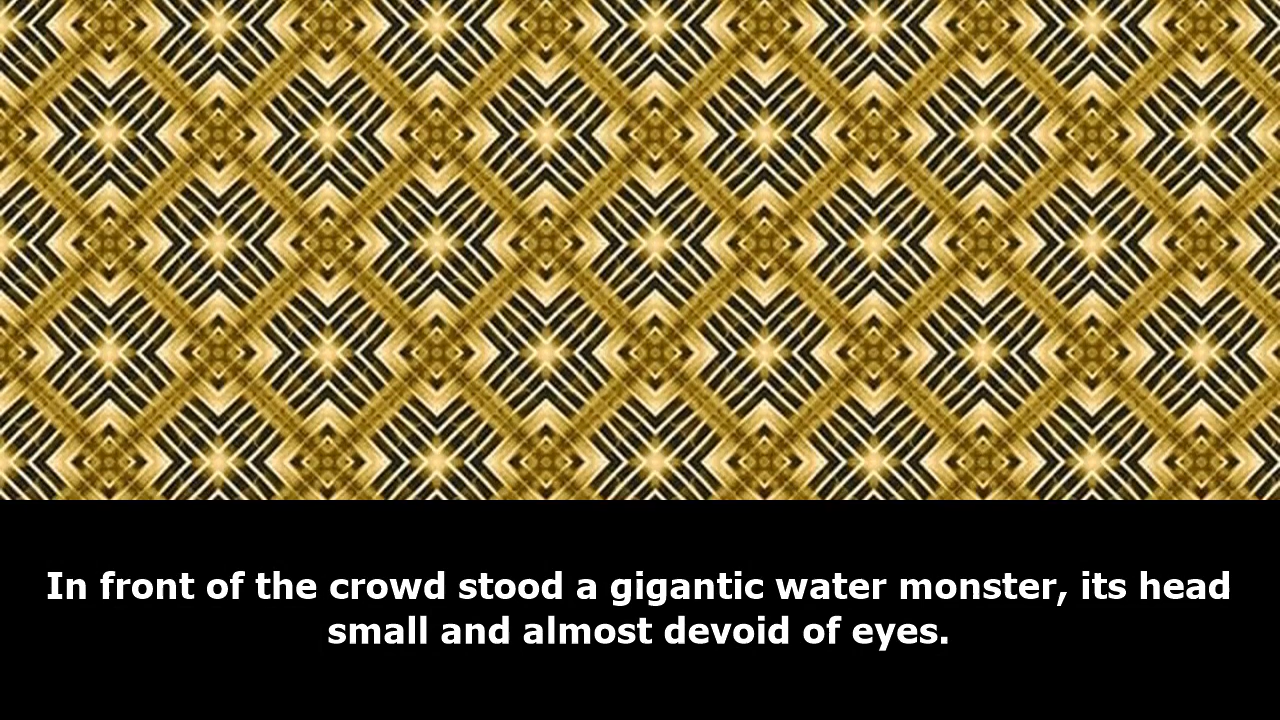 In front of the crowd stood a gigantic water monster, its head
small and almost devoid of eyes.